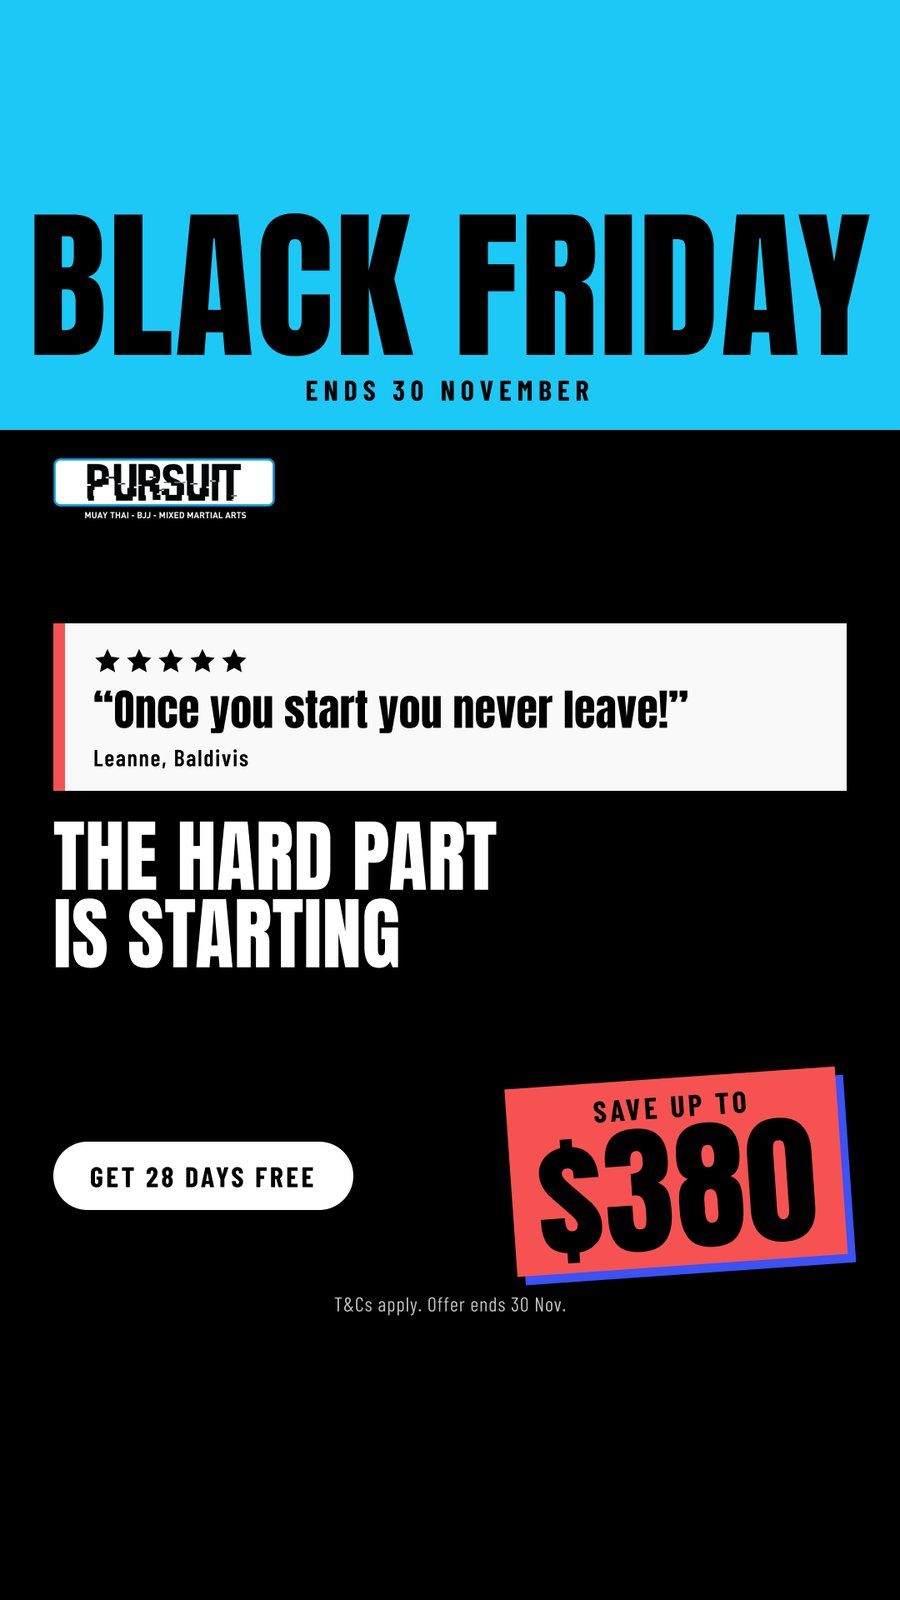 BLACK FRIDAY
ENDS 30 NOVEMBER
PURSUIT
MUAY THAI - BJJ - MIXED MARTIAL ARTS
★★★★★
“Once you start you never leave!”
Leanne, Baldivis
THE HARD PART
IS STARTING
SAVE UP TO
$380
GET 28 DAYS FREE
T&Cs apply. Offer ends 30 Nov.